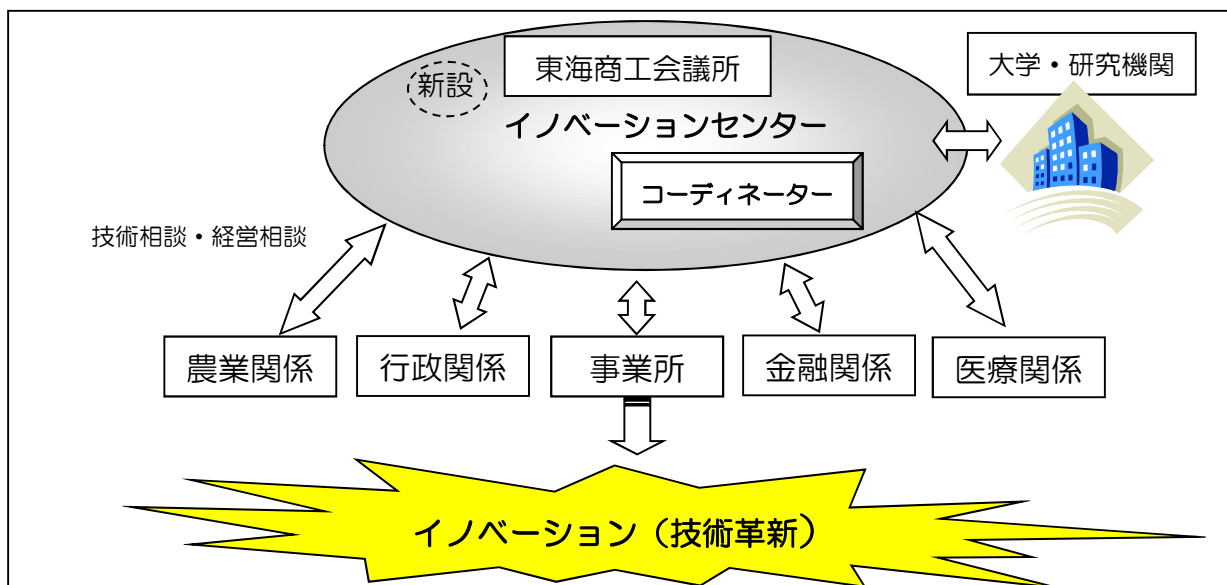 東海商工会議所
新設
大学・研究機関
イノベーションセンター
コーディネーター
技術相談・経営相談
農業関係
行政関係
事業所
金融関係
医療関係
イノベーション（技術革新）